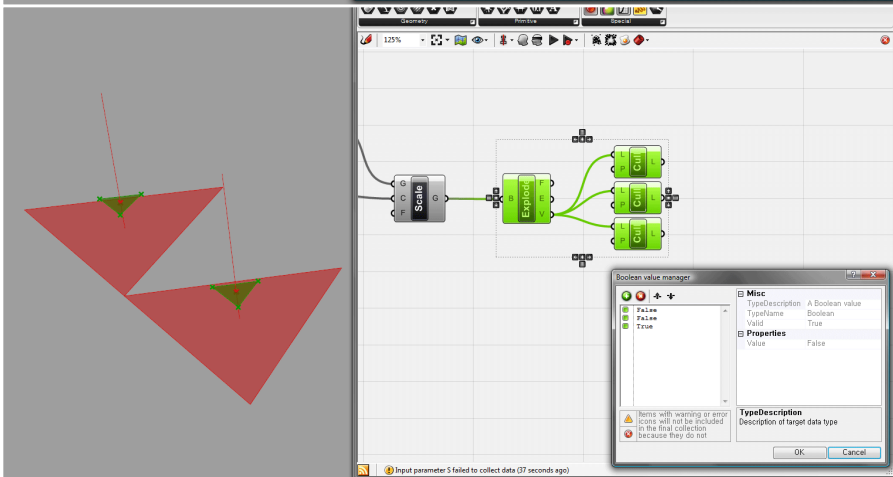 Geometry
Primitive
Special
125%
G
C
F
Scale
G
B
Explode
F
E
V
L
P
Cull
L
L
P
Cull
L
L
P
Cull
L
Boolean value manager
False
False
True
Misc
TypeDescription A Boolean value
TypeName Boolean
Valid True
Properties
Value False
Items with warning or error
icons will not be included
in the final collection
because they do not
TypeDescription
Description of target data type
OK Cancel
Input parameter S failed to collect data (37 seconds ago)